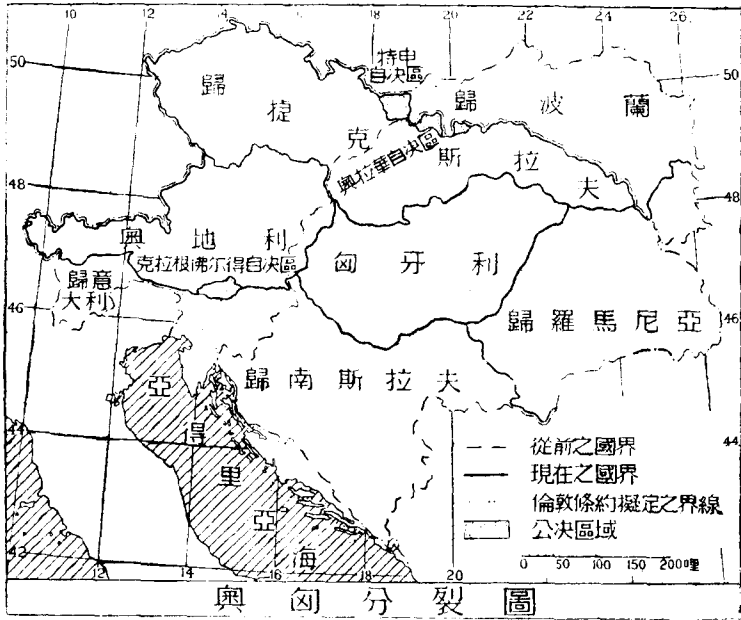 10 12 14 16 18 20 22 24 26
50 50
48 48
46 46
44 44
42 42
12 14 16 18 20
特申
自決區
歸捷克斯拉夫
歸波蘭
奧拉華自決區
奧地利
克拉根佛尔得自決區
匈牙利
歸意
大利
歸羅馬尼亞
歸南斯拉夫
亞得里亞海
從前之國界
現在之國界
倫敦條約擬定之界線
公決區域
0 50 100 150 200哩
奧匈分裂圖